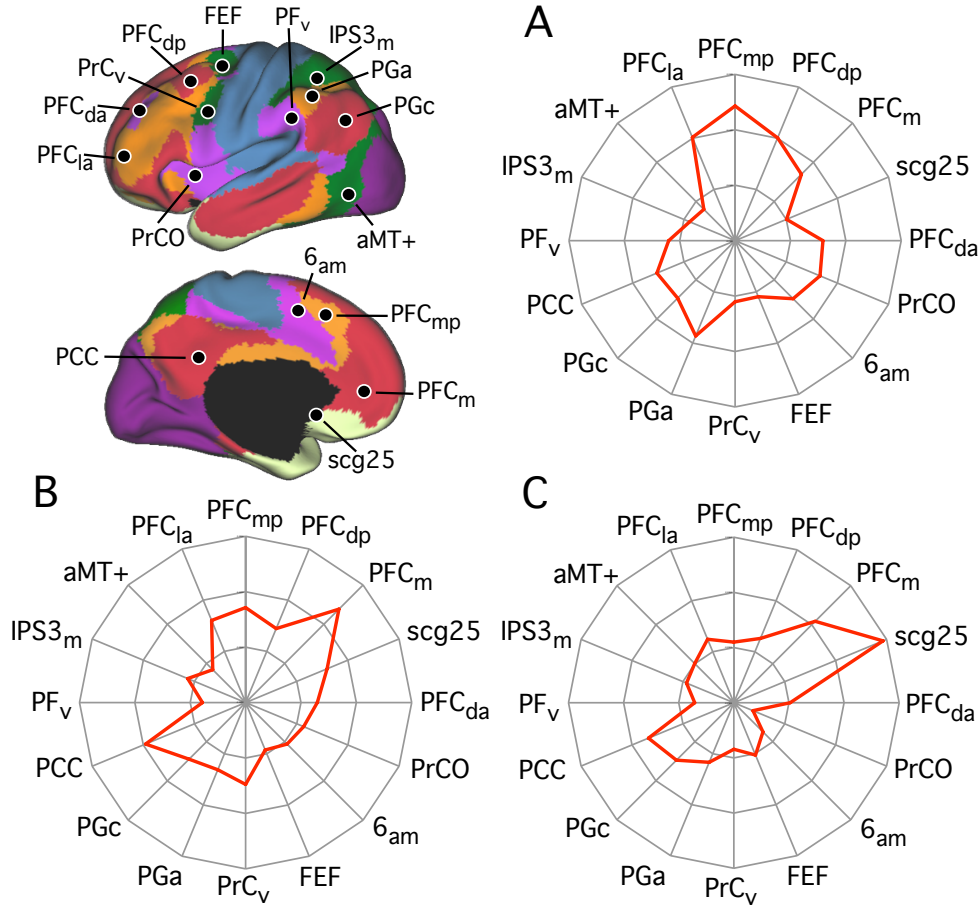 FEF
PFv
PFCdp
IPS3m
PrCv
PGa
PFCda
PGc
PFCla
PrCO
aMT+
6am
PFCmp
PCC
PFCm
scg25
A
PFCmp
PFCla
PFCdp
aMT+
PFCm
IPS3m
scg25
PFv
PFCda
PCC
PrCO
PGc
6am
PGa
FEF
PrCv
B
PFCmp
PFCla
PFCdp
aMT+
PFCm
IPS3m
scg25
PFv
PFCda
PCC
PrCO
PGc
6am
PGa
FEF
PrCv
C
PFCmp
PFCla
PFCdp
aMT+
PFCm
IPS3m
scg25
PFv
PFCda
PCC
PrCO
PGc
6am
PGa
FEF
PrCv